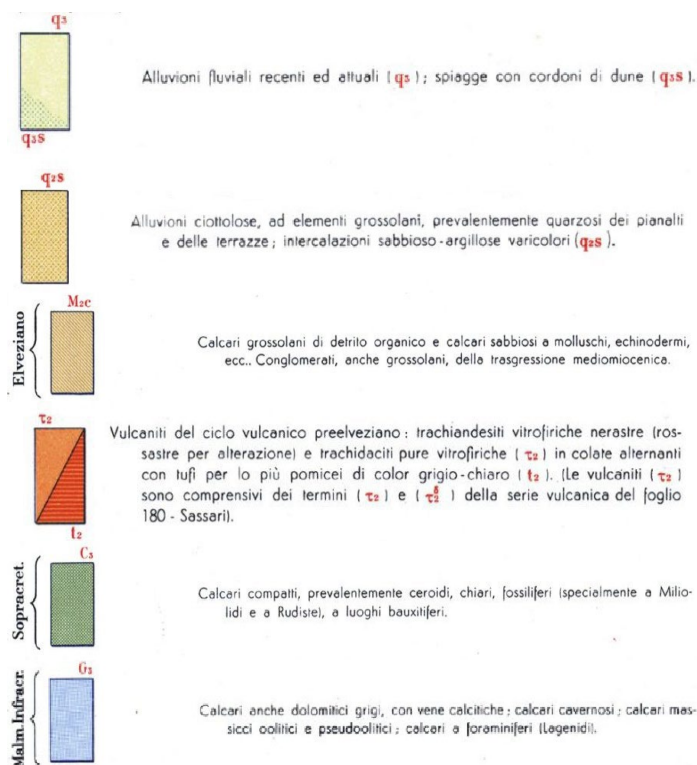 q3
Alluvioni fluviali recenti ed attuali (q3); spiagge con cordoni di dune (q3s).
q3s
q2s
Alluvioni ciottolose, ad elementi grossolani, prevalentemente quarzosi dei pianalti
e delle terrazze; intercalazioni sabbioso-argillose varicolori (q2s).
Elveziano
M2c
Calcari grossolani di detrito organico e calcari sabbiosi a molluschi, echinodermi,
ecc.. Conglomerati, anche grossolani, della trasgressione mediomiocenica.
τ2
Vulcaniti del ciclo vulcanico preelveziano: trachiandesiti vitrofiriche nerastre (ros-
sastre per alterazione) e trachidaciti pure vitrofiriche (τ2) in colate alternanti
con tufi per lo più pomicei di color grigio-chiaro (t2). (Le vulcaniti (τ2)
sono comprensivi dei termini (τ2) e (τ2δ) della serie vulcanica del foglio
180 - Sassari).
t2
Sopracret.
C3
Calcari compatti, prevalentemente ceroidi, chiari, fossiliferi (specialmente a Milio-
lidi e a Rudiste), a luoghi bauxitiferi.
Malm. Infracr.
G3
Calcari anche dolomitici grigi, con vene calcitiche; calcari cavernosi; calcari mas-
sicci oolitici e pseudoolitici; calcari a foraminiferi (Lagenidi).